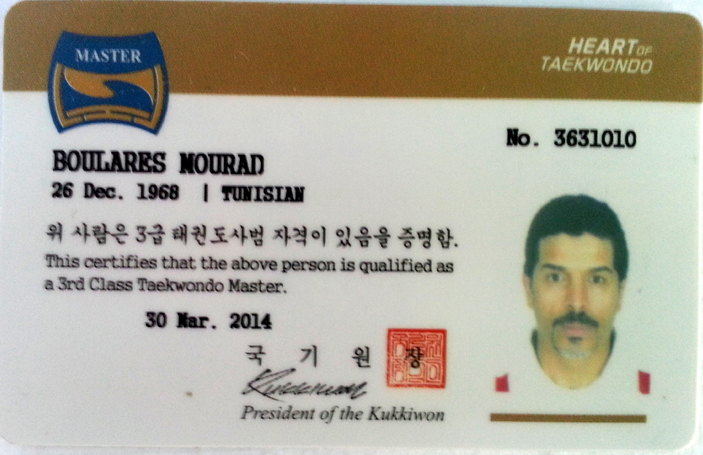 MASTER
HEART OF
TAEKWONDO
No. 3631010
BOULARES MOURAD
26 Dec. 1968 | TUNISIAN
위 사람은 3급 태권도사범 자격이 있음을 증명함.
This certifies that the above person is qualified as
a 3rd Class Taekwondo Master.
30 Mar. 2014
국 기 원 장
President of the Kukkiwon